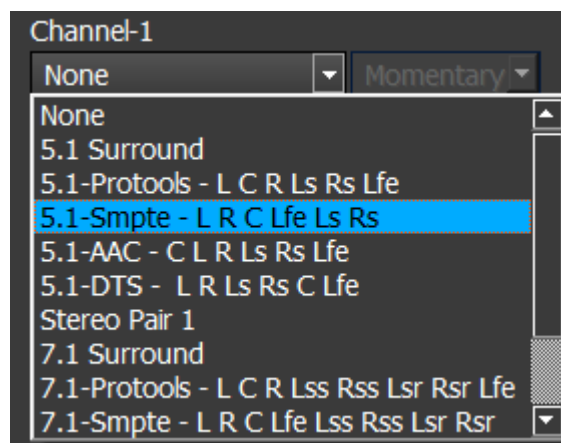 Channel-1
None Momentary
None
5.1 Surround
5.1-Protools - L C R Ls Rs Lfe
5.1-Smpte - L R C Lfe Ls Rs
5.1-AAC - C L R Ls Rs Lfe
5.1-DTS - L R Ls Rs C Lfe
Stereo Pair 1
7.1 Surround
7.1-Protools - L C R Lss Rss Lsr Rsr Lfe
7.1-Smpte - L R C Lfe Lss Rss Lsr Rsr